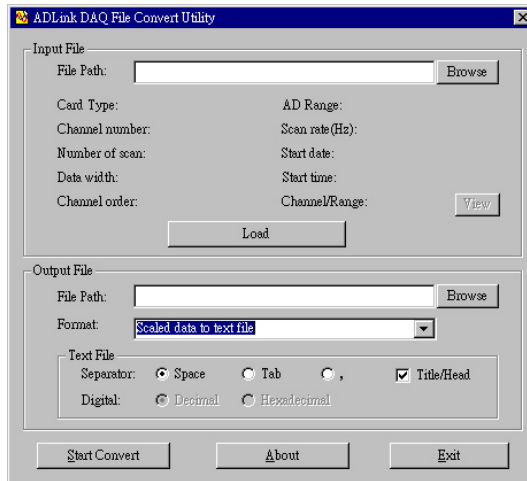 ADLink DAQ File Convert Utility
Input File
File Path: Browse
Card Type: AD Range:
Channel number: Scan rate(Hz):
Number of scan: Start date:
Data width: Start time:
Channel order: Channel/Range: View
Load
Output File
File Path: Browse
Format: Scaled data to text file
Text File
Separator: Space Tab , Title/Head
Digital: Decimal Hexadecimal
Start Convert About Exit